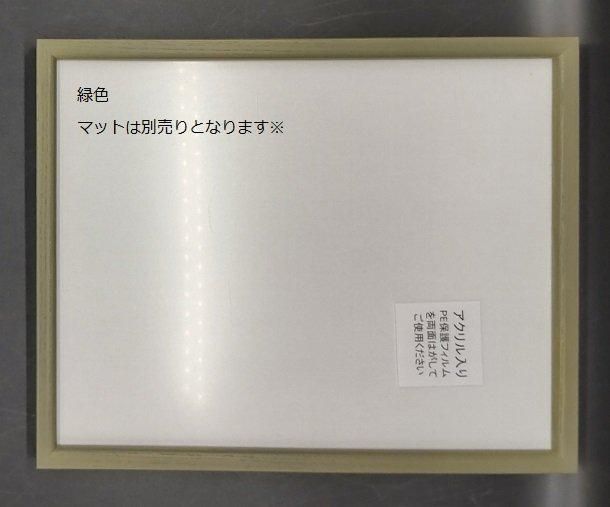 緑色
マットは別売りとなります※
アクリル入り
PE保護フィルム
を両面はがして
ご使用ください